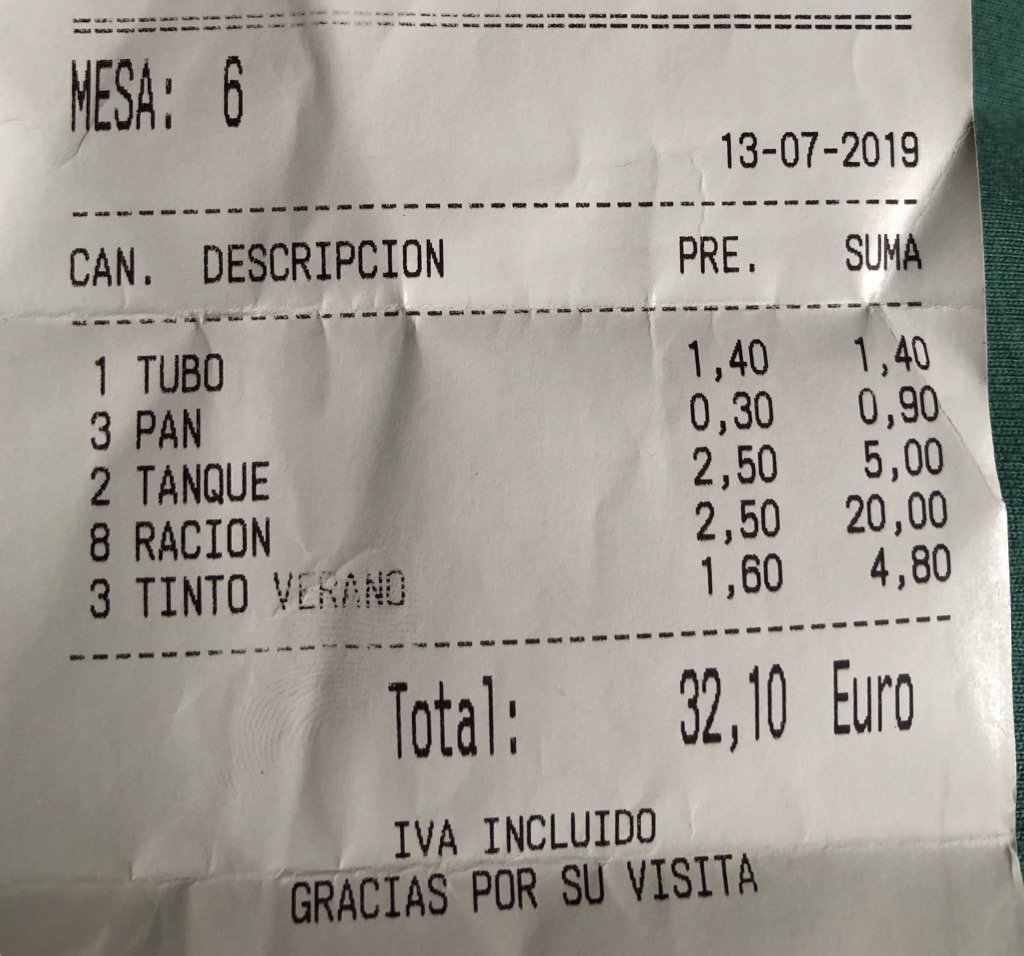 MESA: 6
13-07-2019
CAN. DESCRIPCION PRE. SUMA
1 TUBO 1,40 1,40
3 PAN 0,30 0,90
2 TANQUE 2,50 5,00
8 RACION 2,50 20,00
3 TINTO VERANO 1,60 4,80
Total: 32,10 Euro
IVA INCLUIDO
GRACIAS POR SU VISITA